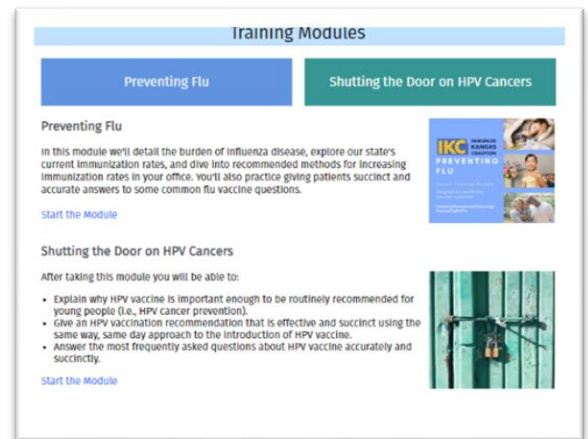 Training Modules
Preventing Flu
Shutting the Door on HPV Cancers
Preventing Flu
In this module we'll detail the burden of influenza disease, explore our state's
current immunization rates, and dive into recommended methods for increasing
immunization rates in your office. You'll also practice giving patients succinct and
accurate answers to some common flu vaccine questions.
Start the Module
IKC IMMUNIZE
KANSAS
COALITION
PREVENTING
FLU
Shutting the Door on HPV Cancers
After taking this module you will be able to:
• Explain why HPV vaccine is important enough to be routinely recommended for
young people (i.e., HPV cancer prevention).
• Give an HPV vaccination recommendation that is effective and succinct using the
same way, same day approach to the introduction of HPV vaccine.
• Answer the most frequently asked questions about HPV vaccine accurately and
succinctly.
Start the Module